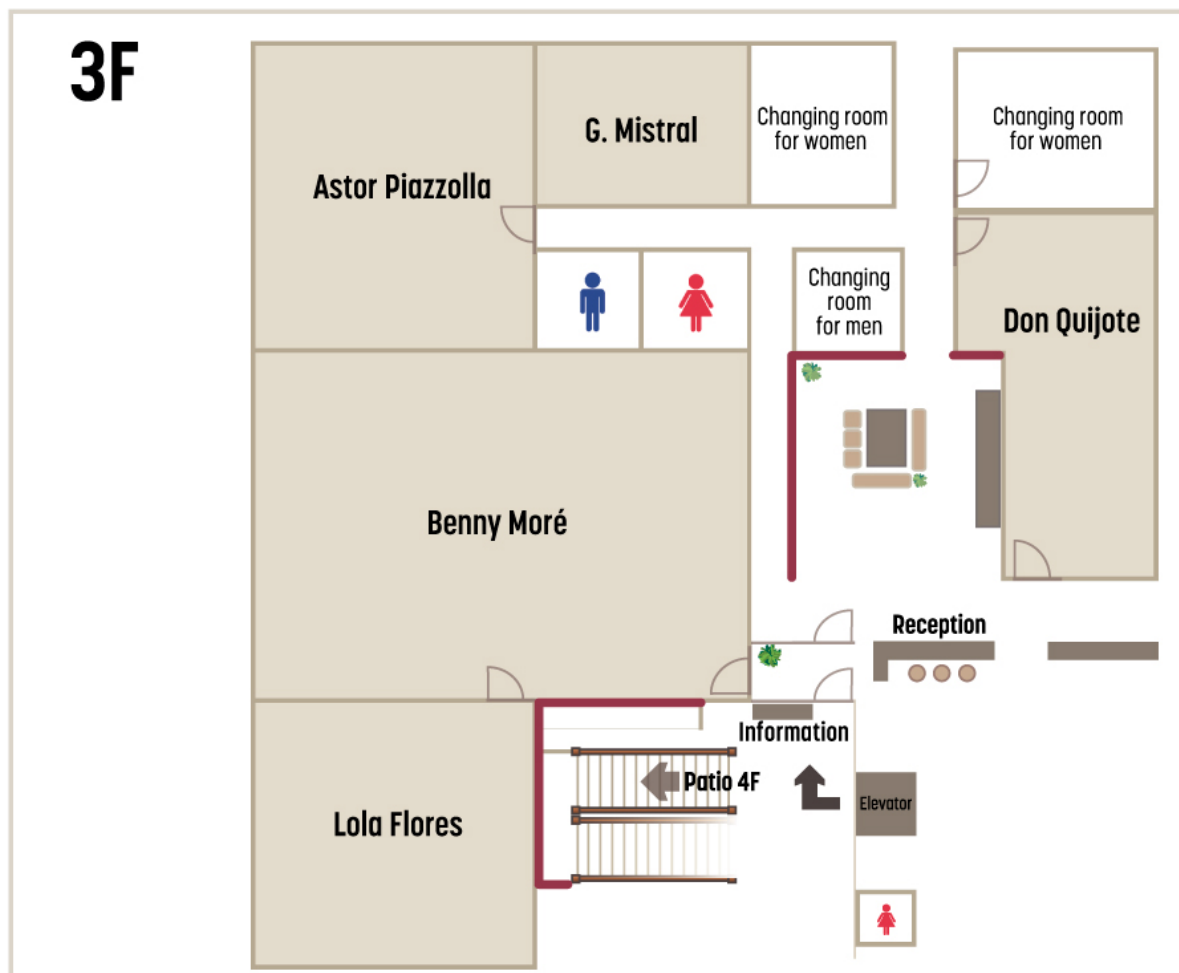 3F
G. Mistral
Changing room
for women
Changing room
for women
Astor Piazzolla
Changing
room
for men
Don Quijote
Benny Moré
Reception
Information
Patio 4F
Elevator
Lola Flores